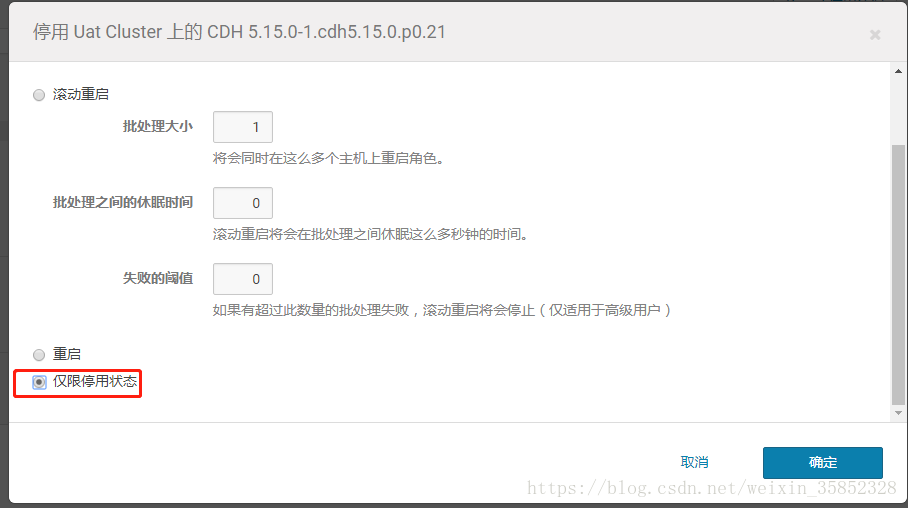 停用 Uat Cluster 上的 CDH 5.15.0-1.cdh5.15.0.p0.21
滚动重启
批处理大小 1
将会同时在这么多个主机上重启角色。
批处理之间的休眠时间 0
滚动重启将会在批处理之间休眠这么多秒钟的时间。
失败的阈值 0
如果有超过此数量的批处理失败，滚动重启将会停止（仅适用于高级用户）
重启
仅限停用状态
取消 确定
https://blog.csdn.net/weixin_35852328